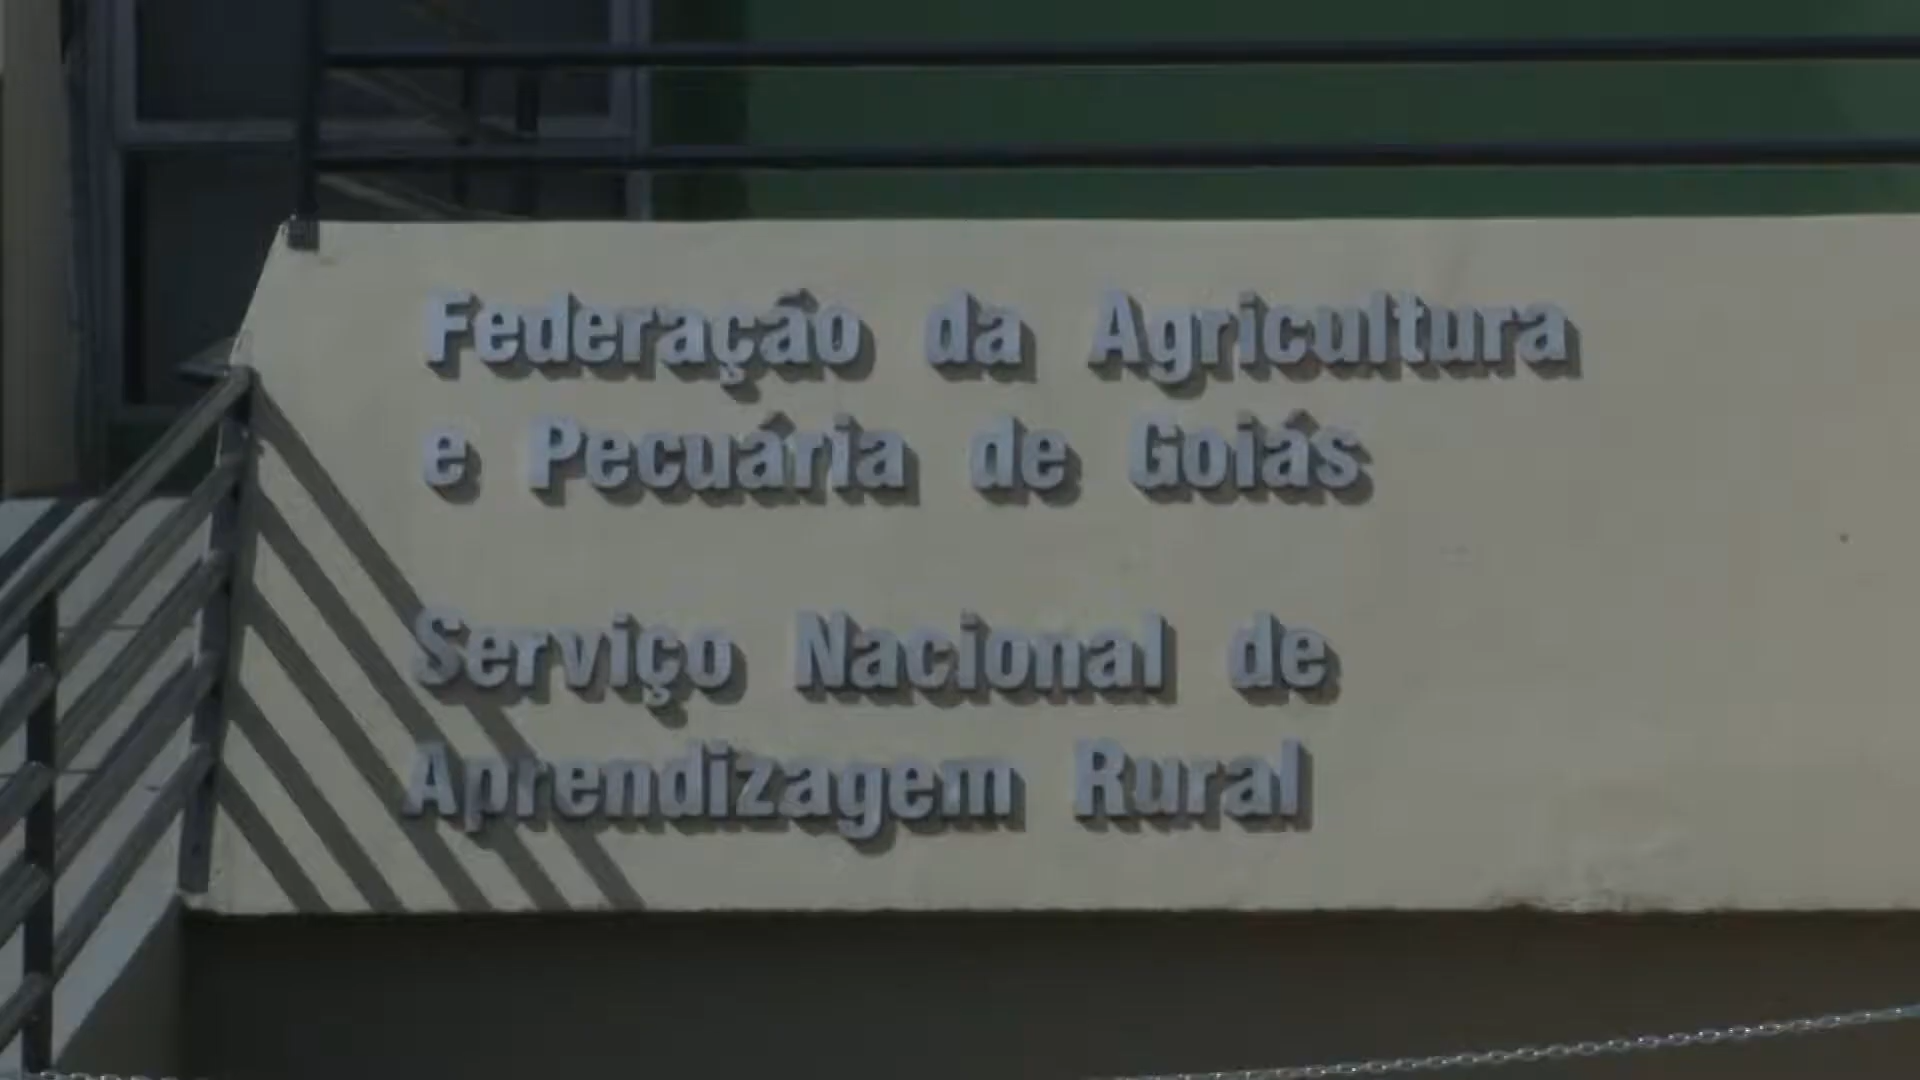 Federação da Agricultura
e Pecuária de Goiás
Serviço Nacional de
Aprendizagem Rural